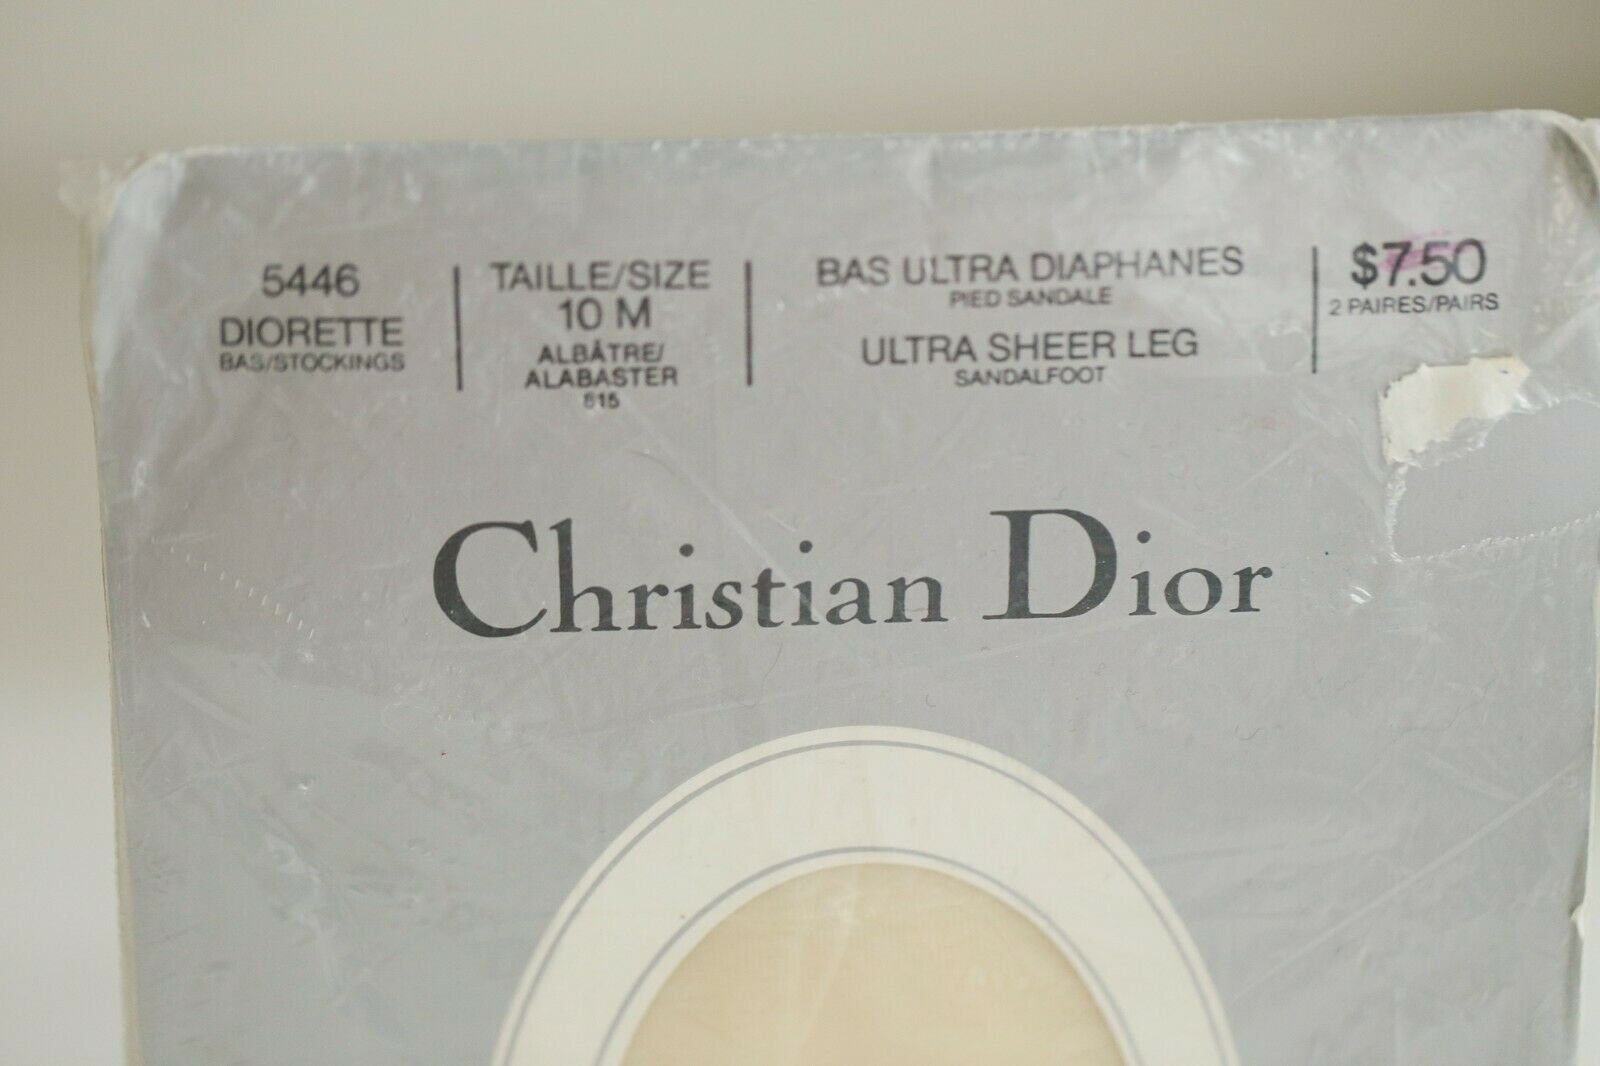 5446
DIORETTE
BAS/STOCKINGS
TAILLE/SIZE
10 M
ALBÂTRE/
ALABASTER
615
BAS ULTRA DIAPHANES
PIED SANDALE
ULTRA SHEER LEG
SANDALFOOT
$7.50
2 PAIRES/PAIRS
Christian Dior